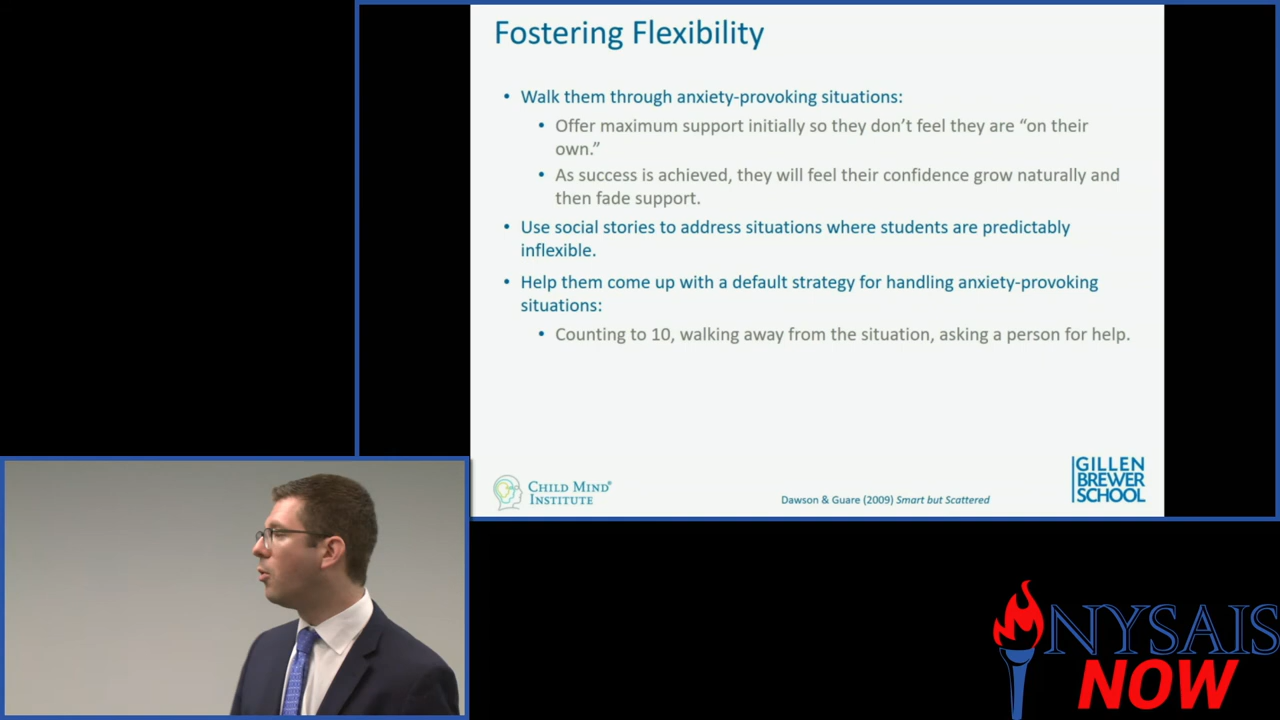 Fostering Flexibility
• Walk them through anxiety-provoking situations:
• Offer maximum support initially so they don’t feel they are “on their
own.”
• As success is achieved, they will feel their confidence grow naturally and
then fade support.
• Use social stories to address situations where students are predictably
inflexible.
• Help them come up with a default strategy for handling anxiety-provoking
situations:
• Counting to 10, walking away from the situation, asking a person for help.
CHILD MIND®
INSTITUTE
Dawson & Guare (2009) Smart but Scattered
GILLEN
BREWER
SCHOOL
NYSAIS
NOW